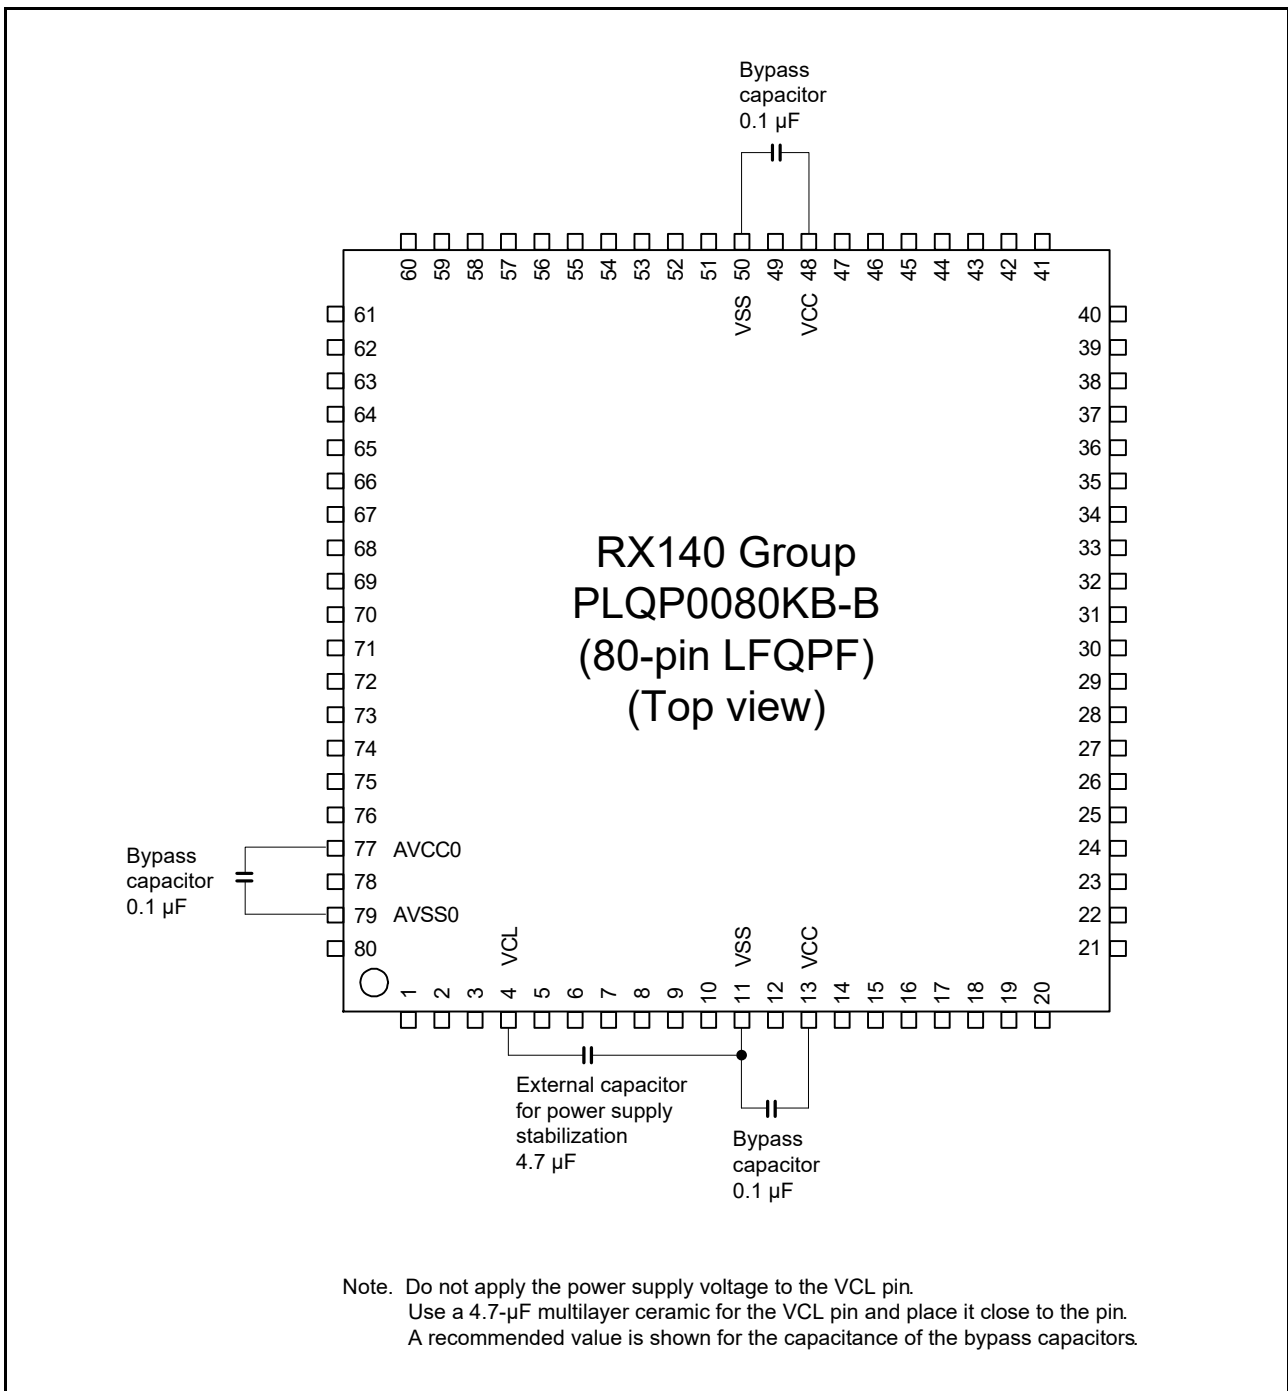 Bypass
capacitor
0.1 µF
60 59 58 57 56 55 54 53 52 51 50 49 48 47 46 45 44 43 42 41
VSS VCC
61
62
63
64
65
66
67
68
69
70
71
72
73
74
75
76
77 AVCC0
78
79 AVSS0
80
40
39
38
37
36
35
34
33
32
31
30
29
28
27
26
25
24
23
22
21
RX140 Group
PLQP0080KB-B
(80-pin LFQPF)
(Top view)
Bypass
capacitor
0.1 µF
VCL VSS VCC
1 2 3 4 5 6 7 8 9 10 11 12 13 14 15 16 17 18 19 20
External capacitor
for power supply
stabilization
4.7 µF
Bypass
capacitor
0.1 µF
Note. Do not apply the power supply voltage to the VCL pin.
Use a 4.7-µF multilayer ceramic for the VCL pin and place it close to the pin.
A recommended value is shown for the capacitance of the bypass capacitors.